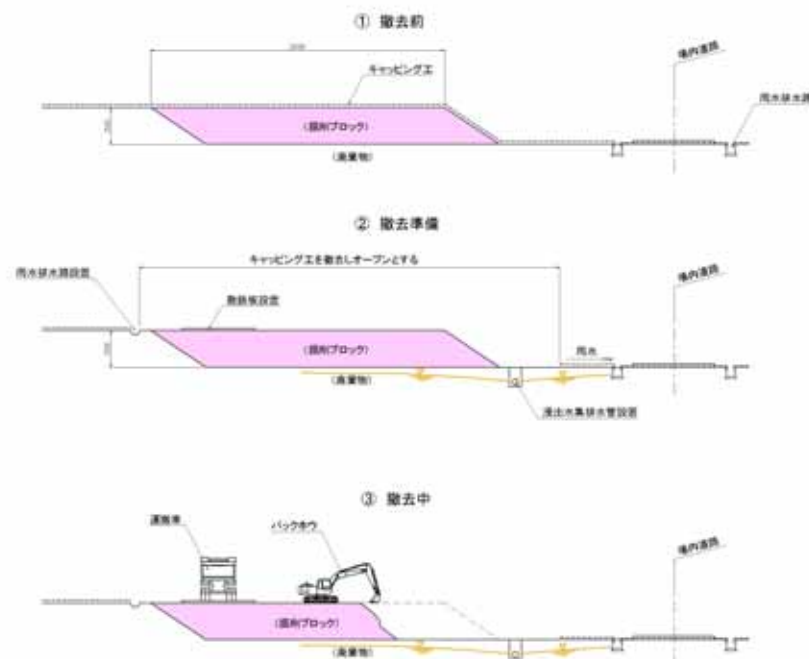 ① 撤去前
場内道路
キャッピング工
雨水排水路
(掘削ブロック)
(廃棄物)
② 撤去準備
キャッピング工を撤去しオープンとする
場内道路
雨水排水路設置
敷鉄板設置
(掘削ブロック)
雨水
(廃棄物)
浸出水集排水管設置
③ 撤去中
運搬車
バックホウ
場内道路
(掘削ブロック)
(廃棄物)